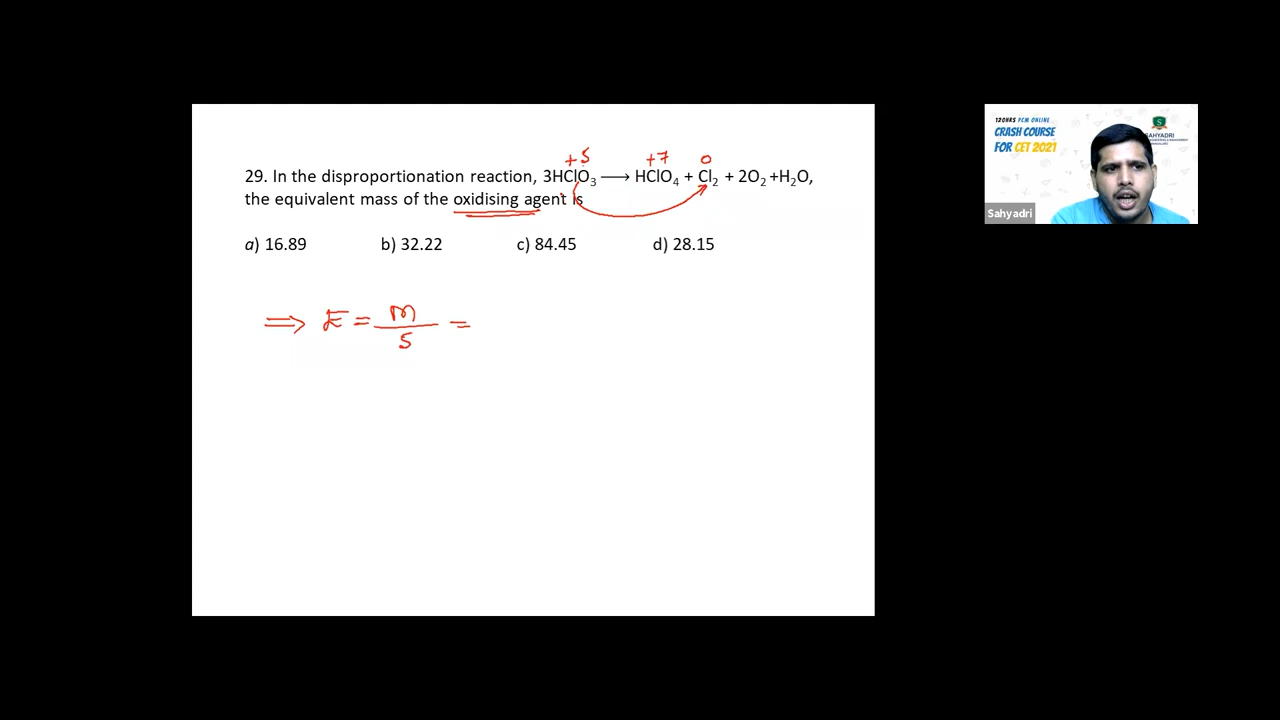 +5 +7 0
29. In the disproportionation reaction, 3HClO₃ ⟶ HClO₄ + Cl₂ + 2O₂ +H₂O,
the equivalent mass of the oxidising agent is
a) 16.89 b) 32.22 c) 84.45 d) 28.15
⟹ E = M/5 =
120HRS PCM ONLINE
CRASH COURSE
FOR CET 2021
SAHYADRI
Sahyadri